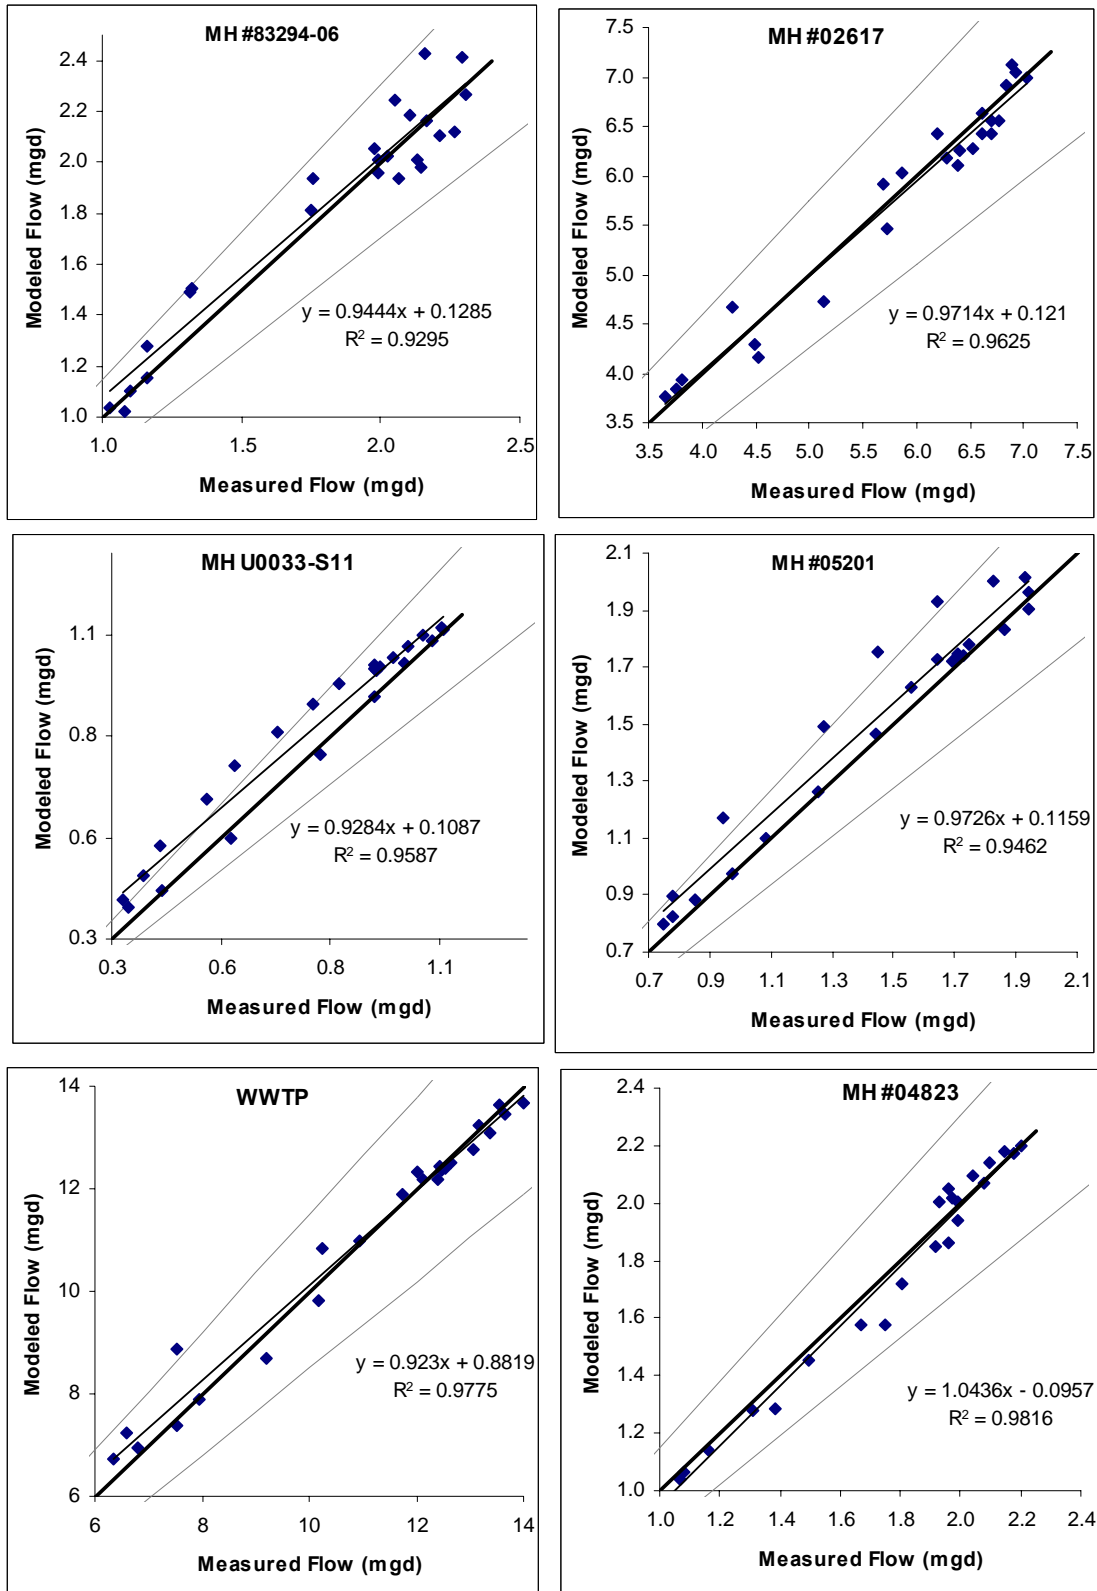 MH #83294-06
Modeled Flow (mgd)
2.4
2.2
2.0
1.8
1.6
1.4
1.2
1.0
y = 0.9444x + 0.1285
R² = 0.9295
1.0 1.5 2.0 2.5
Measured Flow (mgd)
MH #02617
Modeled Flow (mgd)
7.5
7.0
6.5
6.0
5.5
5.0
4.5
4.0
3.5
y = 0.9714x + 0.121
R² = 0.9625
3.5 4.0 4.5 5.0 5.5 6.0 6.5 7.0 7.5
Measured Flow (mgd)
MH U0033-S11
Modeled Flow (mgd)
1.1
0.8
0.6
0.3
y = 0.9284x + 0.1087
R² = 0.9587
0.3 0.6 0.8 1.1
Measured Flow (mgd)
MH #05201
Modeled Flow (mgd)
2.1
1.9
1.7
1.5
1.3
1.1
0.9
0.7
y = 0.9726x + 0.1159
R² = 0.9462
0.7 0.9 1.1 1.3 1.5 1.7 1.9 2.1
Measured Flow (mgd)
WWTP
Modeled Flow (mgd)
14
12
10
8
6
y = 0.923x + 0.8819
R² = 0.9775
6 8 10 12 14
Measured Flow (mgd)
MH #04823
Modeled Flow (mgd)
2.4
2.2
2.0
1.8
1.6
1.4
1.2
1.0
y = 1.0436x - 0.0957
R² = 0.9816
1.0 1.2 1.4 1.6 1.8 2.0 2.2 2.4
Measured Flow (mgd)